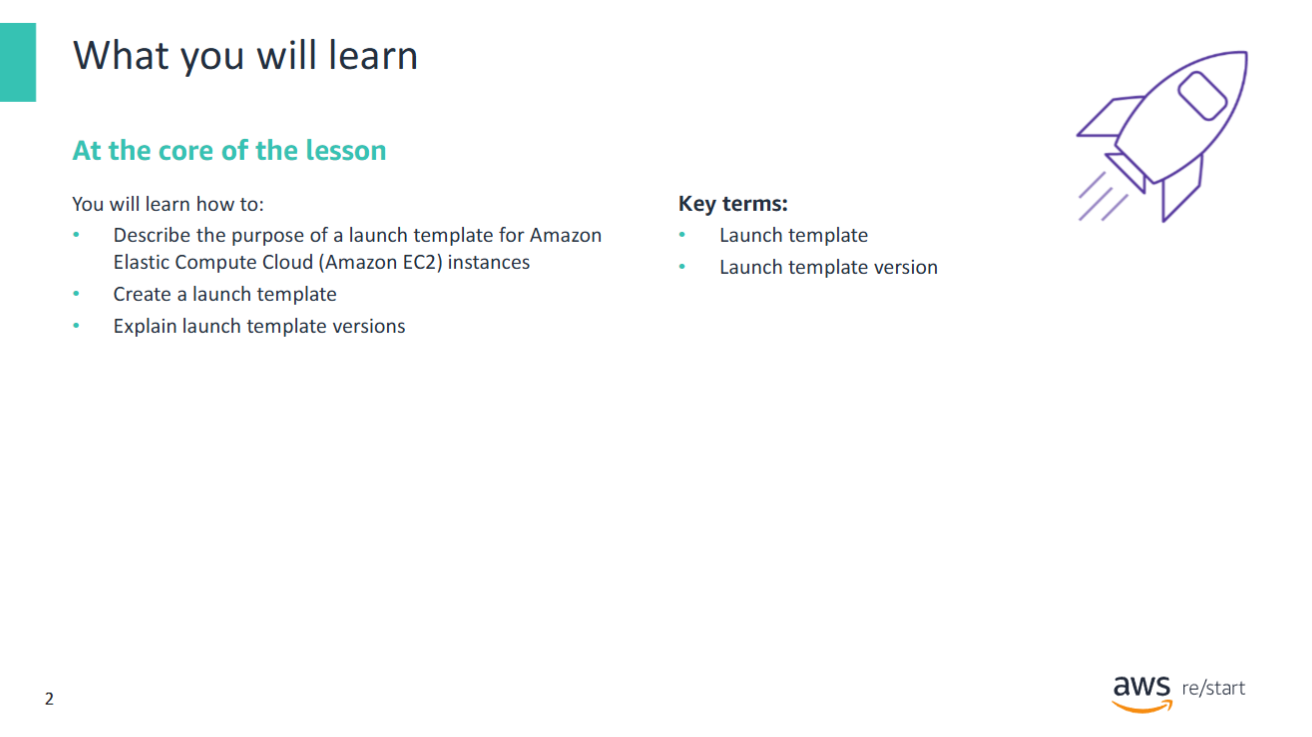 What you will learn
At the core of the lesson
You will learn how to:
• Describe the purpose of a launch template for Amazon
Elastic Compute Cloud (Amazon EC2) instances
• Create a launch template
• Explain launch template versions
Key terms:
• Launch template
• Launch template version
2
aws re/start